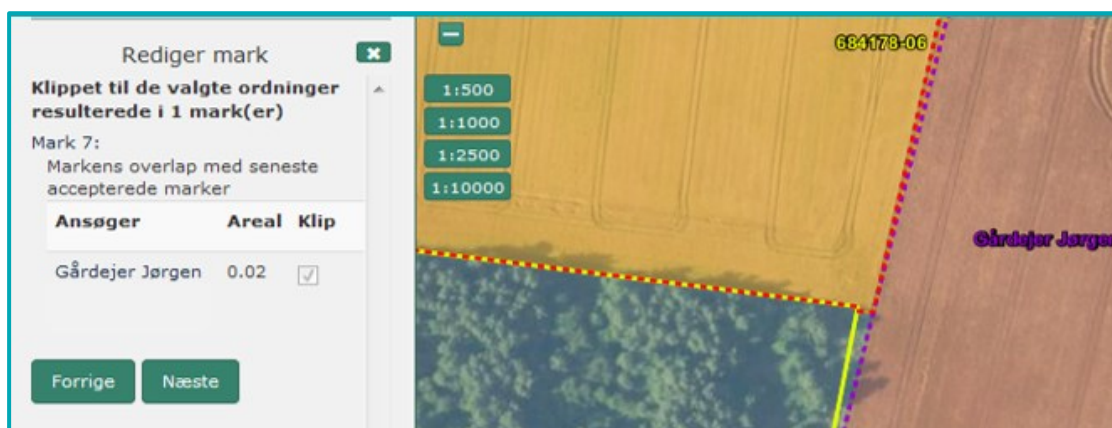 Rediger mark
Klippet til de valgte ordninger
resulterede i 1 mark(er)
Mark 7:
Markens overlap med seneste
accepterede marker
Ansøger Areal Klip
Gårdejer Jørgen 0.02
Forrige Næste
1:500
1:1000
1:2500
1:10000
684178-06
Gårdejer Jørgen